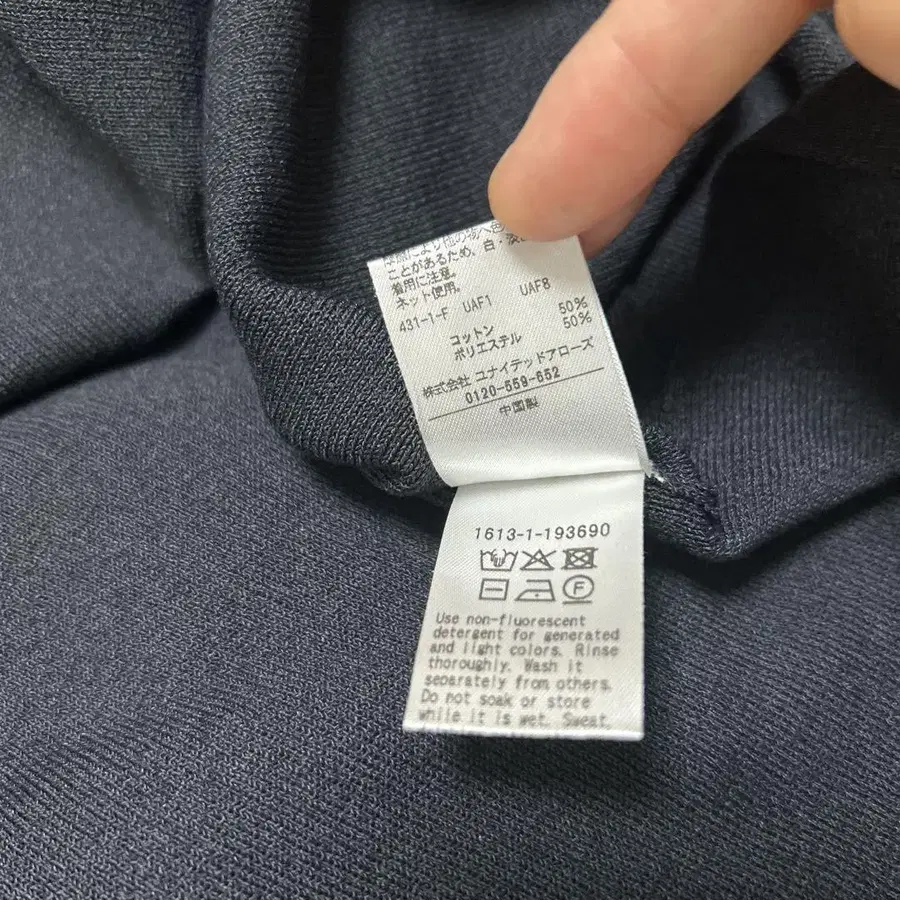 ことがあるため、白・淡
着用に注意。
ネット使用。
431-1-F UAF1 UAF8
コットン 50%
ポリエステル 50%
株式会社 ユナイテッドアローズ
0120-559-652
中国製
1613-1-193690
F
Use non-fluorescent
detergent for generated
and light colors. Rinse
thoroughly. Wash it
separately from others.
Do not soak or store
while it is wet. Sweat,